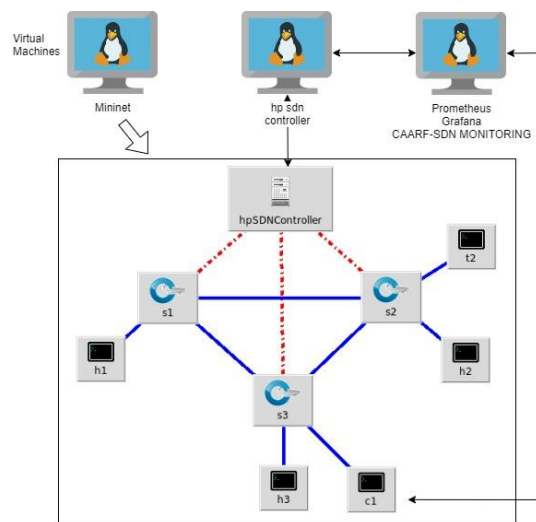 Virtual
Machines
Mininet
hp sdn
controller
Prometheus
Grafana
CAARF-SDN MONITORING
hpSDNController
t2
s1
s2
h1
h2
s3
h3
c1